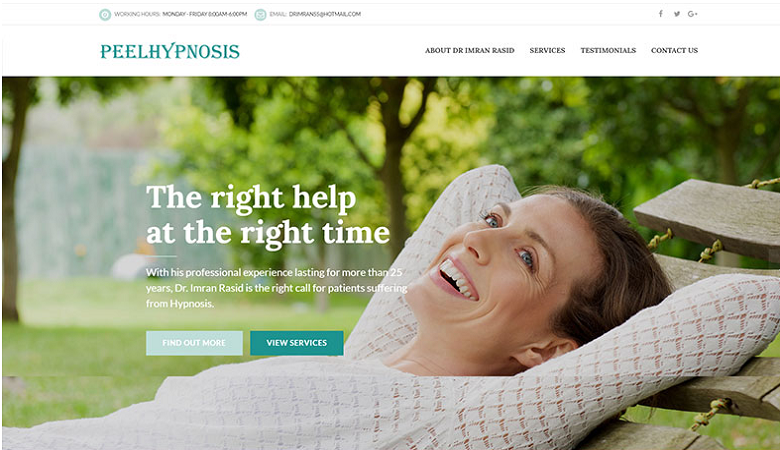 WORKING HOURS: MONDAY - FRIDAY 8:00AM-6:00PM EMAIL: DRIMRANSS@HOTMAIL.COM
PEELHYPNOSIS
ABOUT DR IMRAN RASID SERVICES TESTIMONIALS CONTACT US
The right help
at the right time
With his professional experience lasting for more than 25
years, Dr. Imran Rasid is the right call for patients suffering
from Hypnosis.
FIND OUT MORE VIEW SERVICES